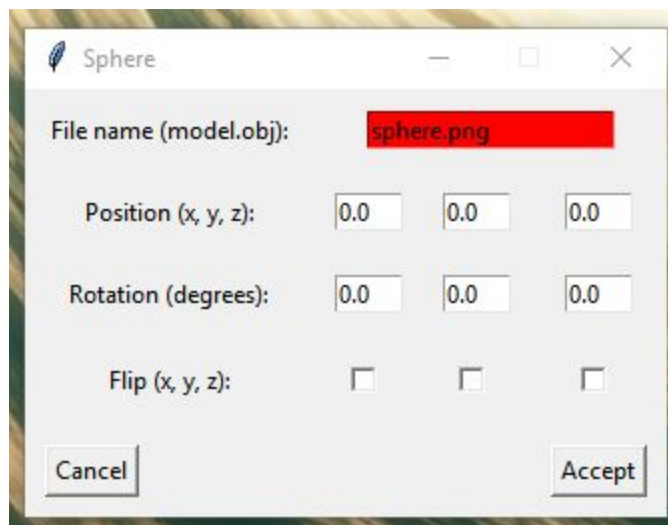 Sphere
File name (model.obj): sphere.png
Position (x, y, z): 0.0 0.0 0.0
Rotation (degrees): 0.0 0.0 0.0
Flip (x, y, z):
Cancel Accept